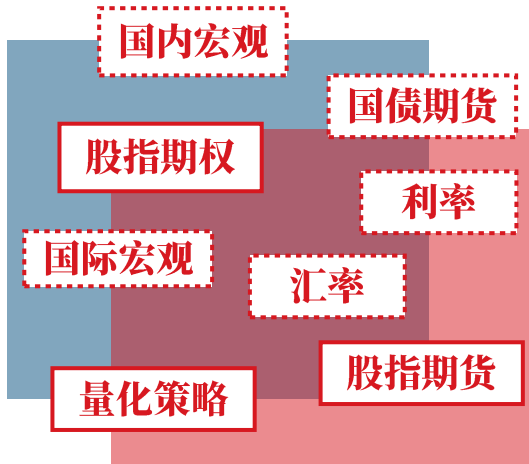 国内宏观
国债期货
股指期权
利率
国际宏观
汇率
股指期货
量化策略